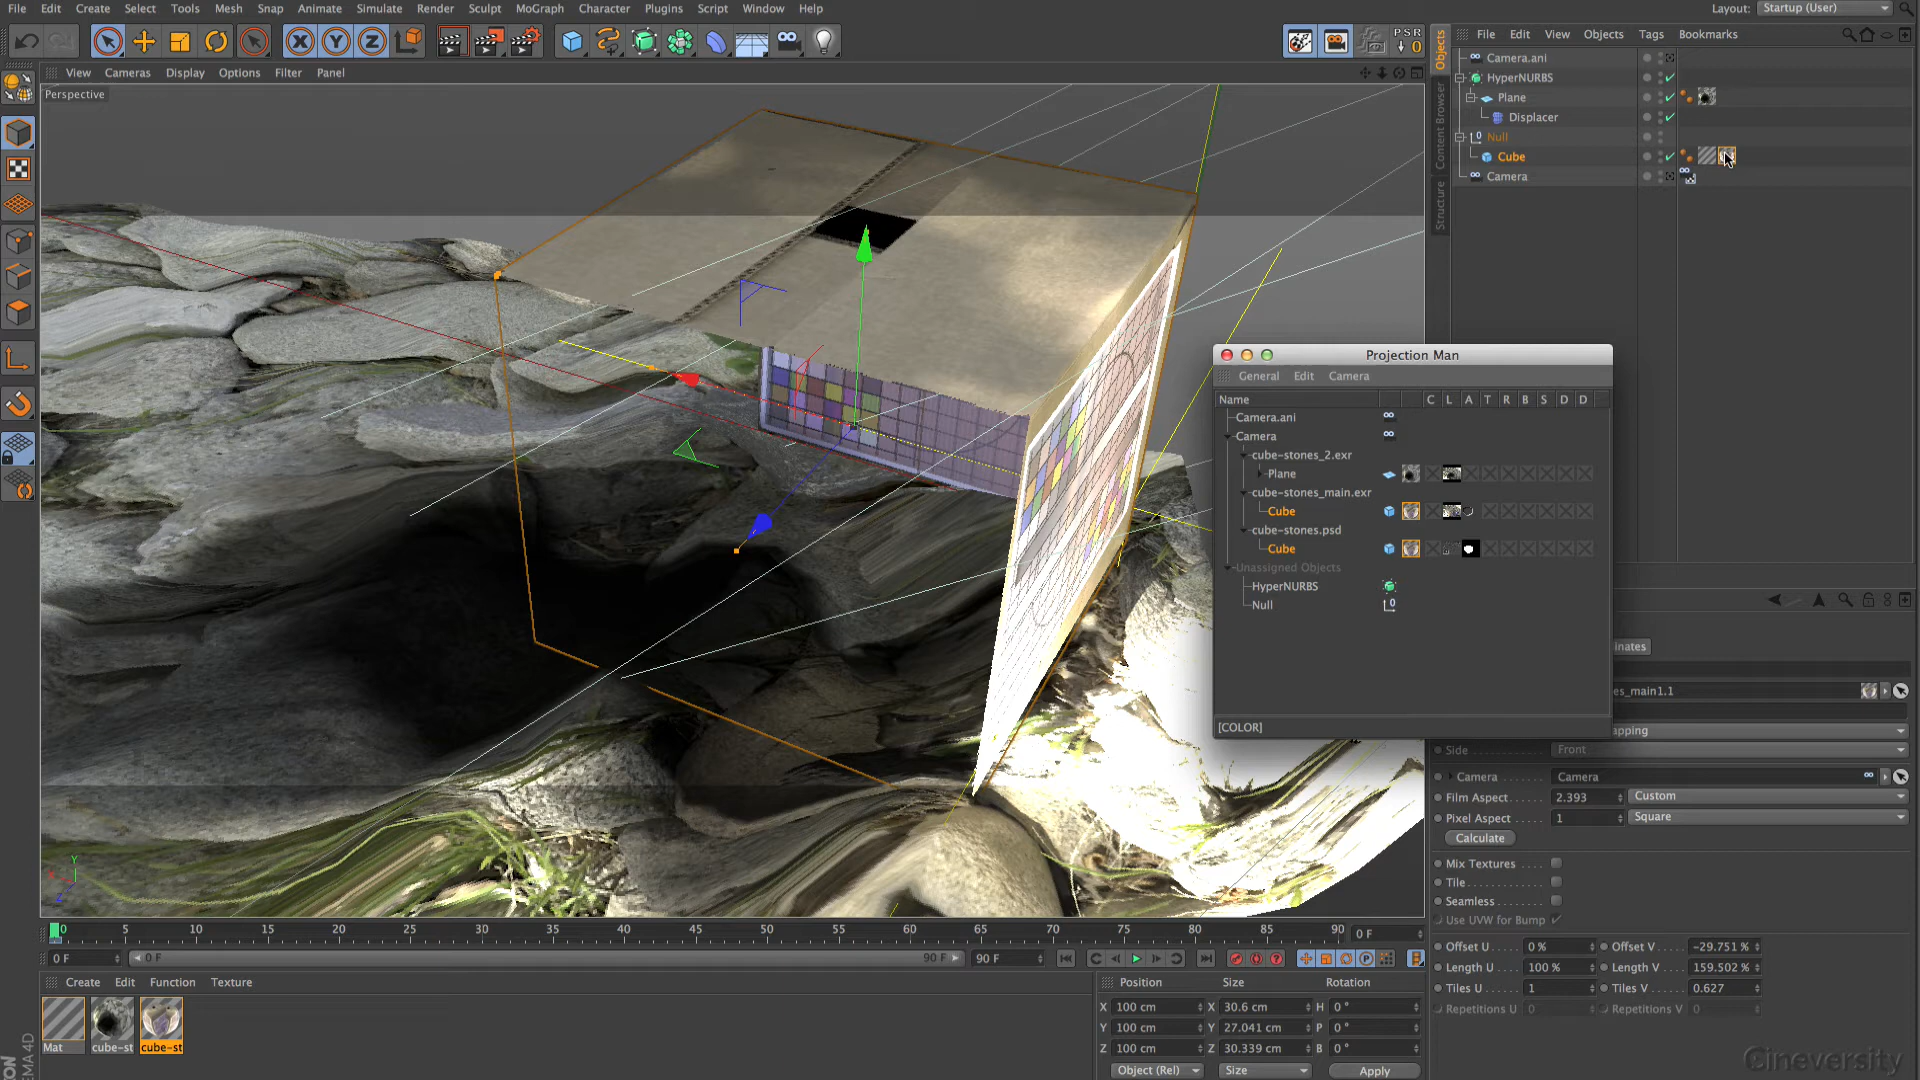 File Edit Create Select Tools Mesh Snap Animate Simulate Render Sculpt MoGraph Character Plugins Script Window Help Layout: Startup (User)
PSR
0
File Edit View Objects Tags Bookmarks
View Cameras Display Options Filter Panel
Perspective
Objects
Content Browser
Structure
Camera.ani
HyperNURBS
Plane
Displacer
Null
Cube
Camera
Projection Man
General Edit Camera
Name C L A T R B S D D
Camera.ani
Camera
cube-stones_2.exr
Plane
cube-stones_main.exr
Cube
cube-stones.psd
Cube
Unassigned Objects
HyperNURBS
Null
[COLOR]
inates
es_main1.1
apping
Side Front
Camera Camera
Film Aspect 2.393 Custom
Pixel Aspect 1 Square
Calculate
Mix Textures
Tile
Seamless
Use UVW for Bump
Offset U 0 % Offset V -29.751 %
Length U 100 % Length V 159.502 %
Tiles U 1 Tiles V 0.627
Repetitions U 0 Repetitions V 0
0 5 10 15 20 25 30 35 40 45 50 55 60 65 70 75 80 85 90 0 F
0 F 0 F 90 F 90 F
Create Edit Function Texture
Mat cube-st cube-st
Position Size Rotation
X 100 cm X 30.6 cm H 0 °
Y 100 cm Y 27.041 cm P 0 °
Z 100 cm Z 30.339 cm B 0 °
Object (Rel) Size Apply
EMA 4D
Cineversity